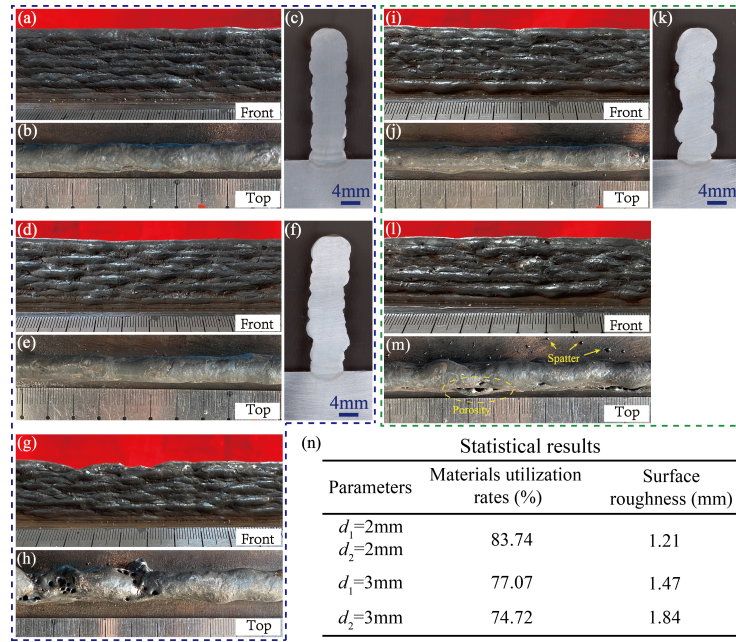 (a)
Front
(b)
Top
(c)
4mm
(d)
Front
(e)
Top
(f)
4mm
(g)
Front
(h)
Top
(i)
Front
(j)
Top
(k)
4mm
(l)
Front
(m)
Spatter
Porosity
Top
(n)
Statistical results
Parameters Materials utilization rates (%) Surface roughness (mm)
d₁=2mm
d₂=2mm 83.74 1.21
d₁=3mm 77.07 1.47
d₂=3mm 74.72 1.84